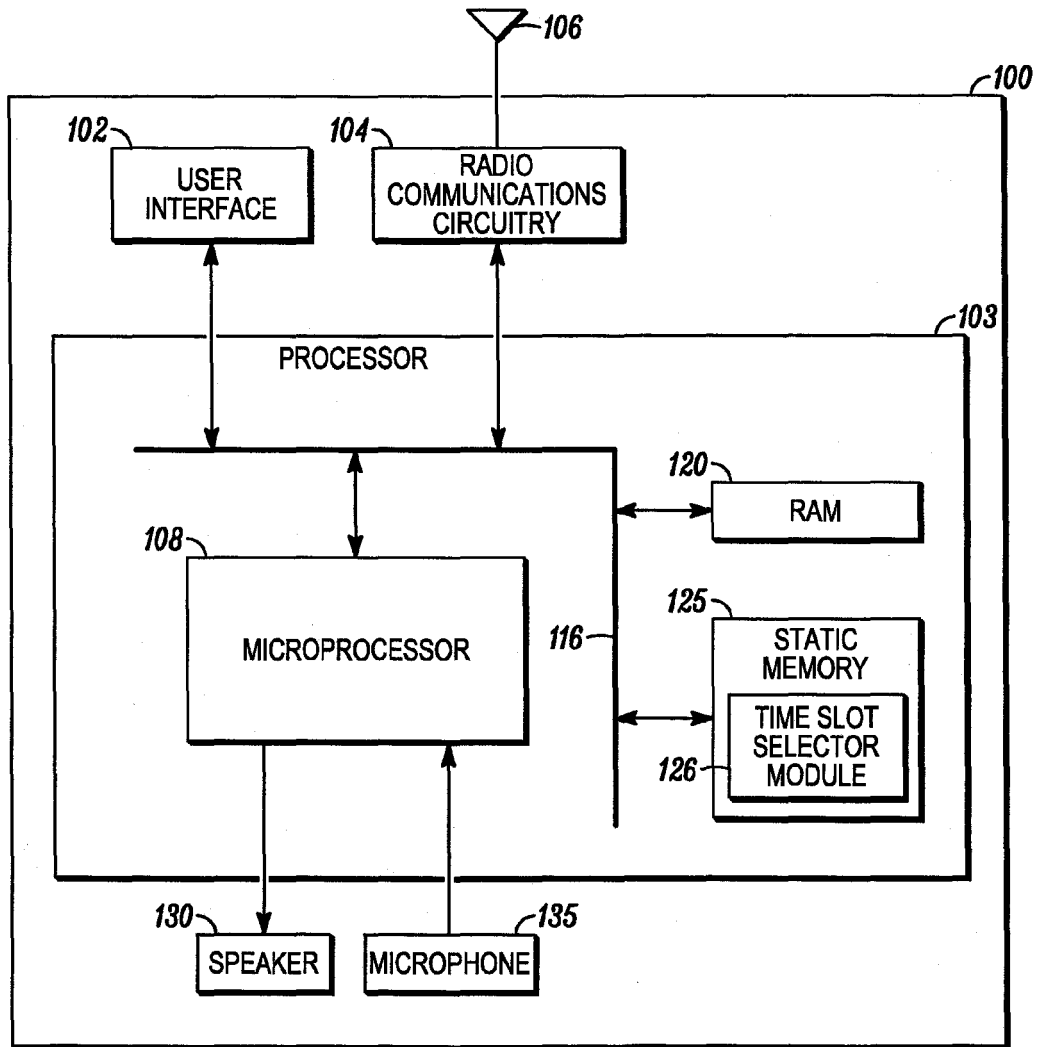 106
100
102
104
USER
INTERFACE
RADIO
COMMUNICATIONS
CIRCUITRY
103
PROCESSOR
120
RAM
108
MICROPROCESSOR
116
125
STATIC
MEMORY
TIME SLOT
SELECTOR
MODULE
126
130
SPEAKER
135
MICROPHONE